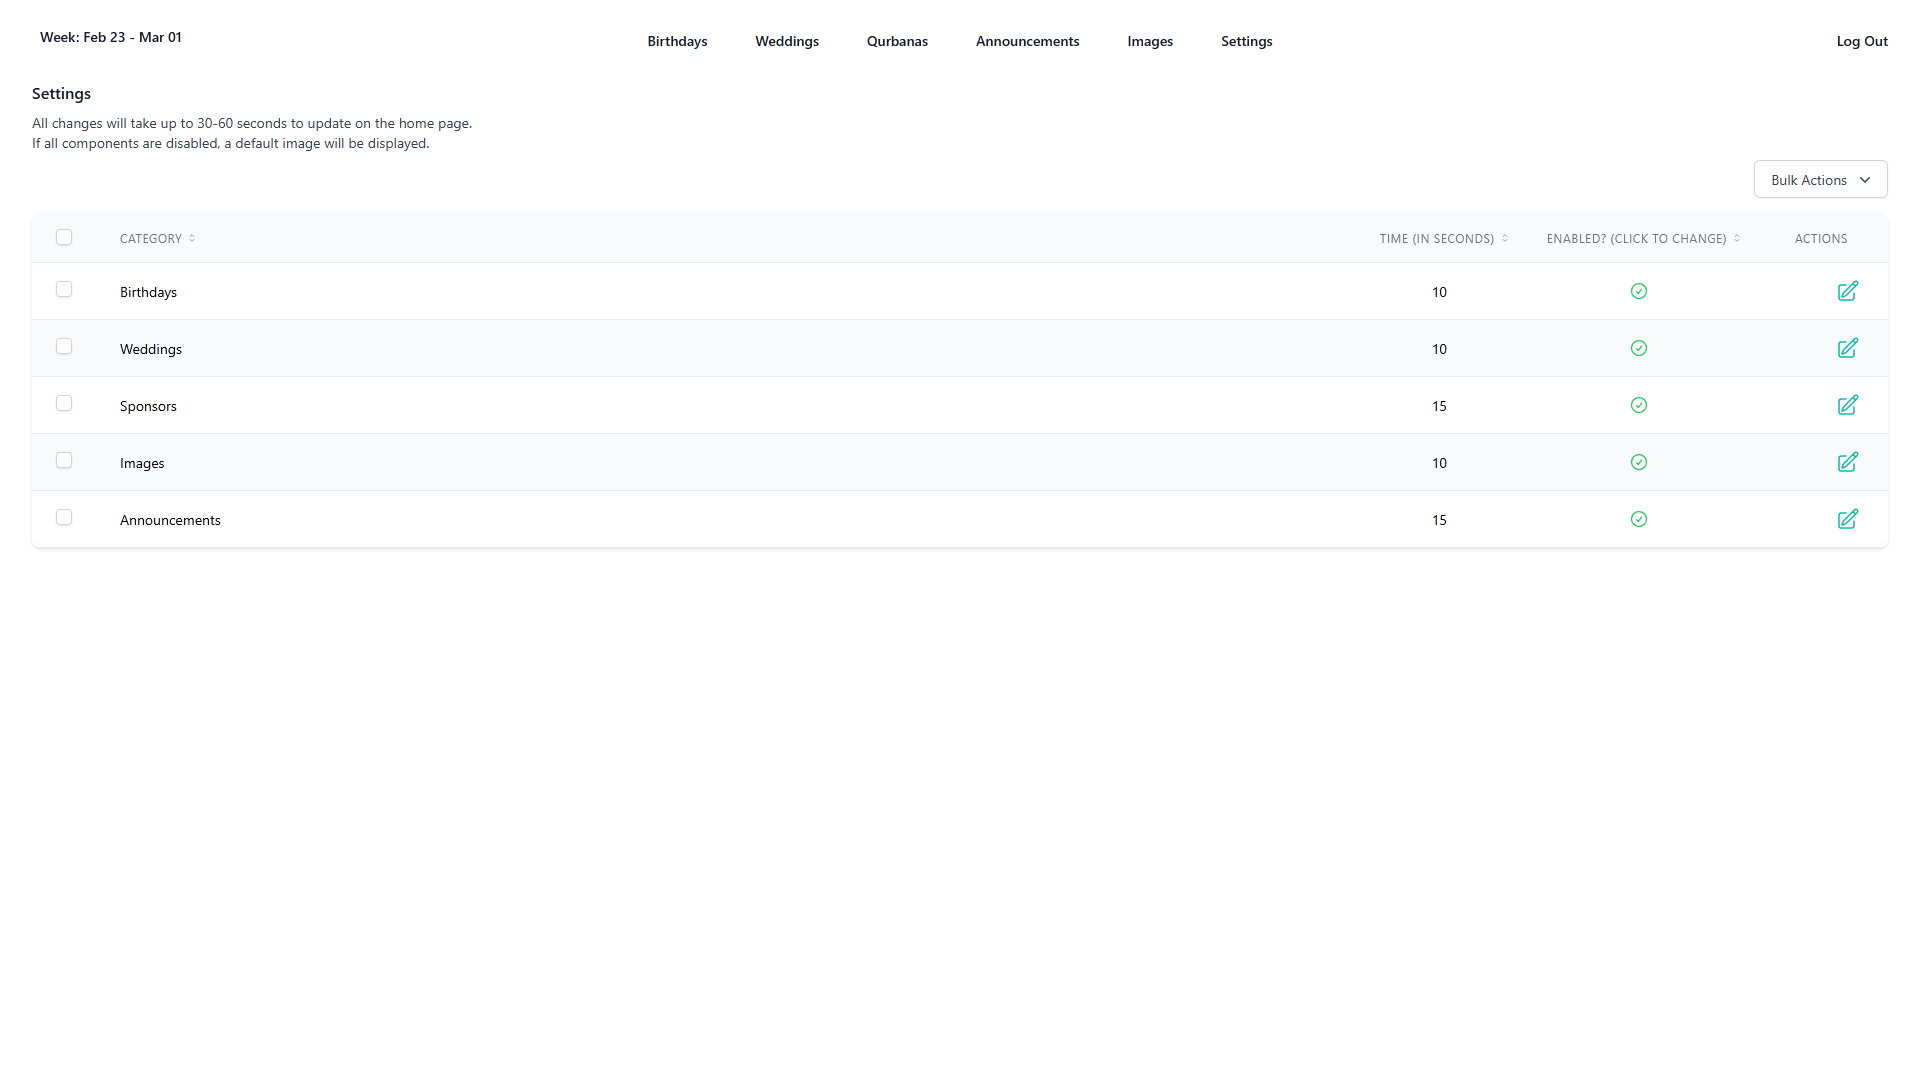 Week: Feb 23 - Mar 01
Birthdays Weddings Qurbanas Announcements Images Settings
Log Out
Settings
All changes will take up to 30-60 seconds to update on the home page.
If all components are disabled, a default image will be displayed.
Bulk Actions
CATEGORY TIME (IN SECONDS) ENABLED? (CLICK TO CHANGE) ACTIONS
Birthdays 10
Weddings 10
Sponsors 15
Images 10
Announcements 15